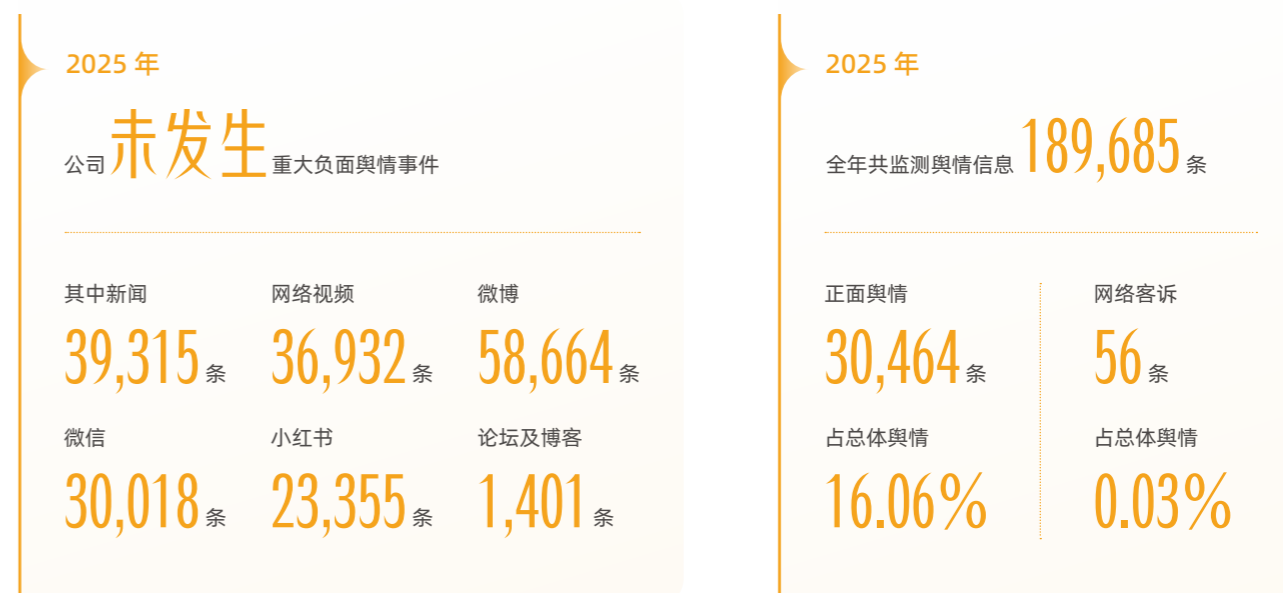 2025 年
公司未发生重大负面舆情事件
其中新闻
39,315 条
网络视频
36,932 条
微博
58,664 条
微信
30,018 条
小红书
23,355 条
论坛及博客
1,401 条
2025 年
全年共监测舆情信息 189,685 条
正面舆情
30,464 条
占总体舆情
16.06%
网络客诉
56 条
占总体舆情
0.03%